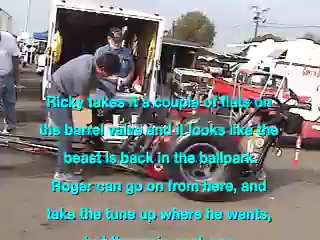 Ricky takes it a couple of flats on
the barrel valve and it looks like the
beast is back in the ballpark.
Roger can go on from here, and
take the tune up where he wants,